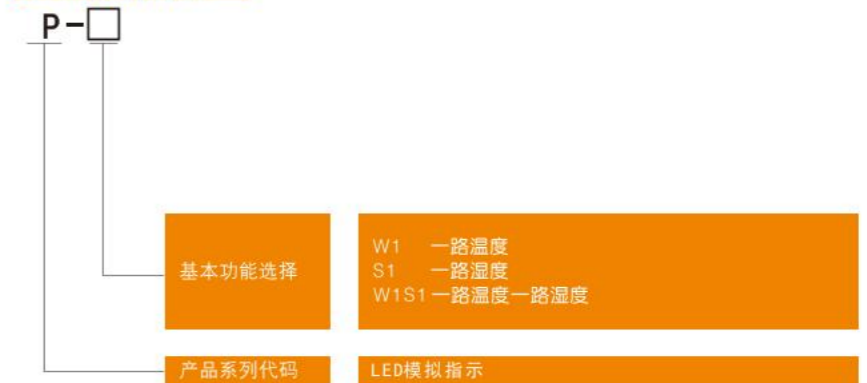 P-□
基本功能选择
W1 一路温度
S1 一路湿度
W1S1 一路温度一路湿度
产品系列代码
LED模拟指示